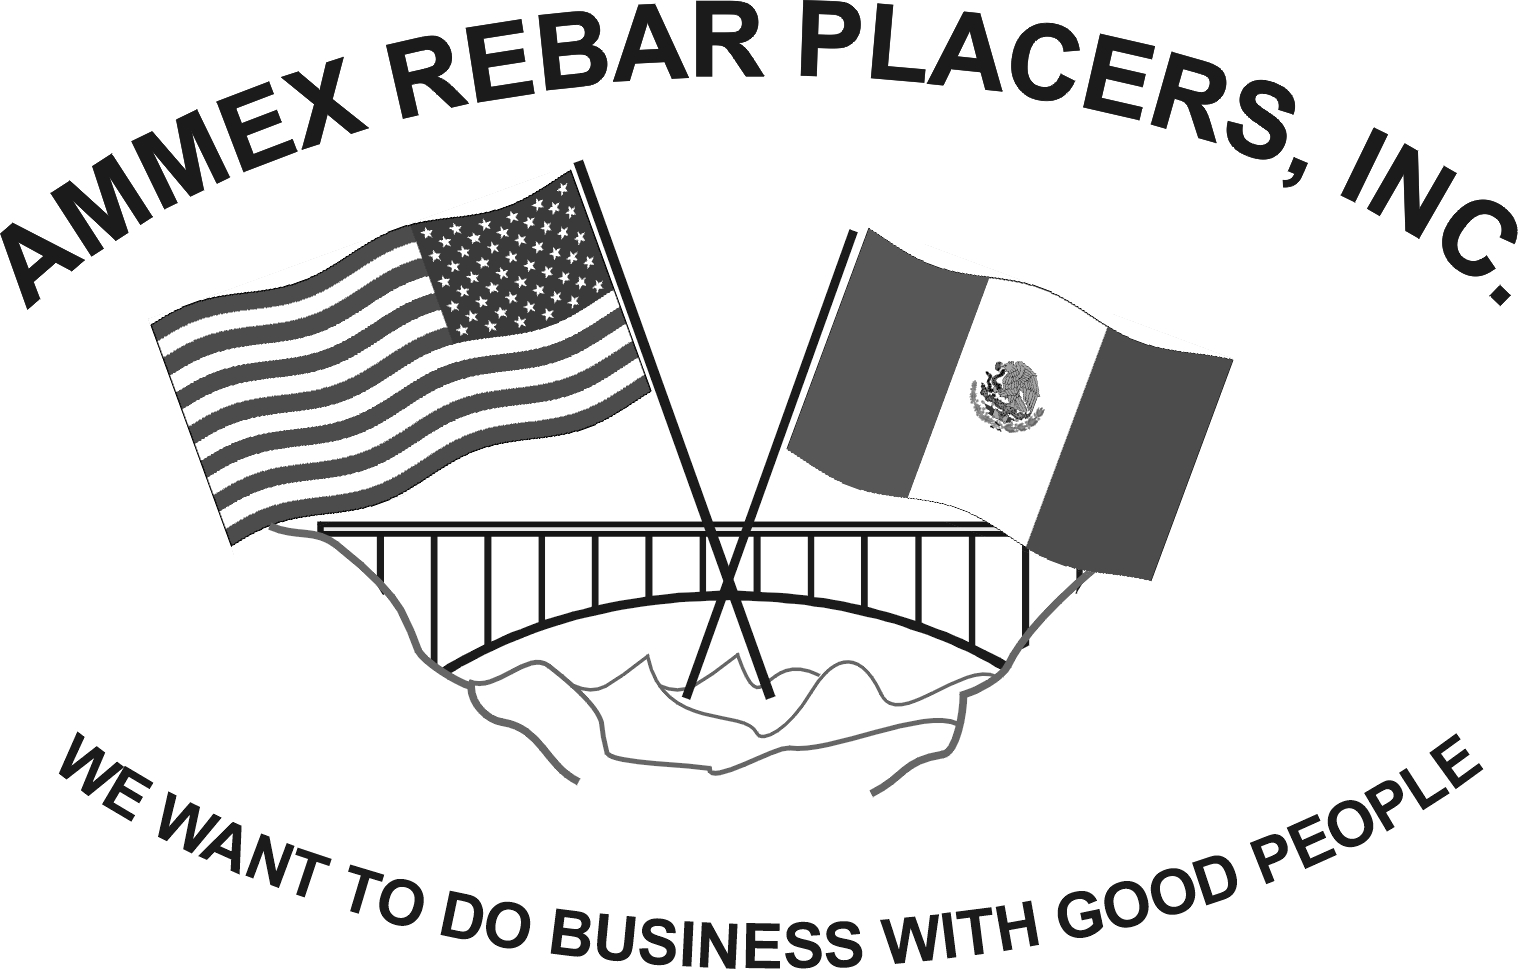 AMMEX REBAR PLACERS, INC.
WE WANT TO DO BUSINESS WITH GOOD PEOPLE